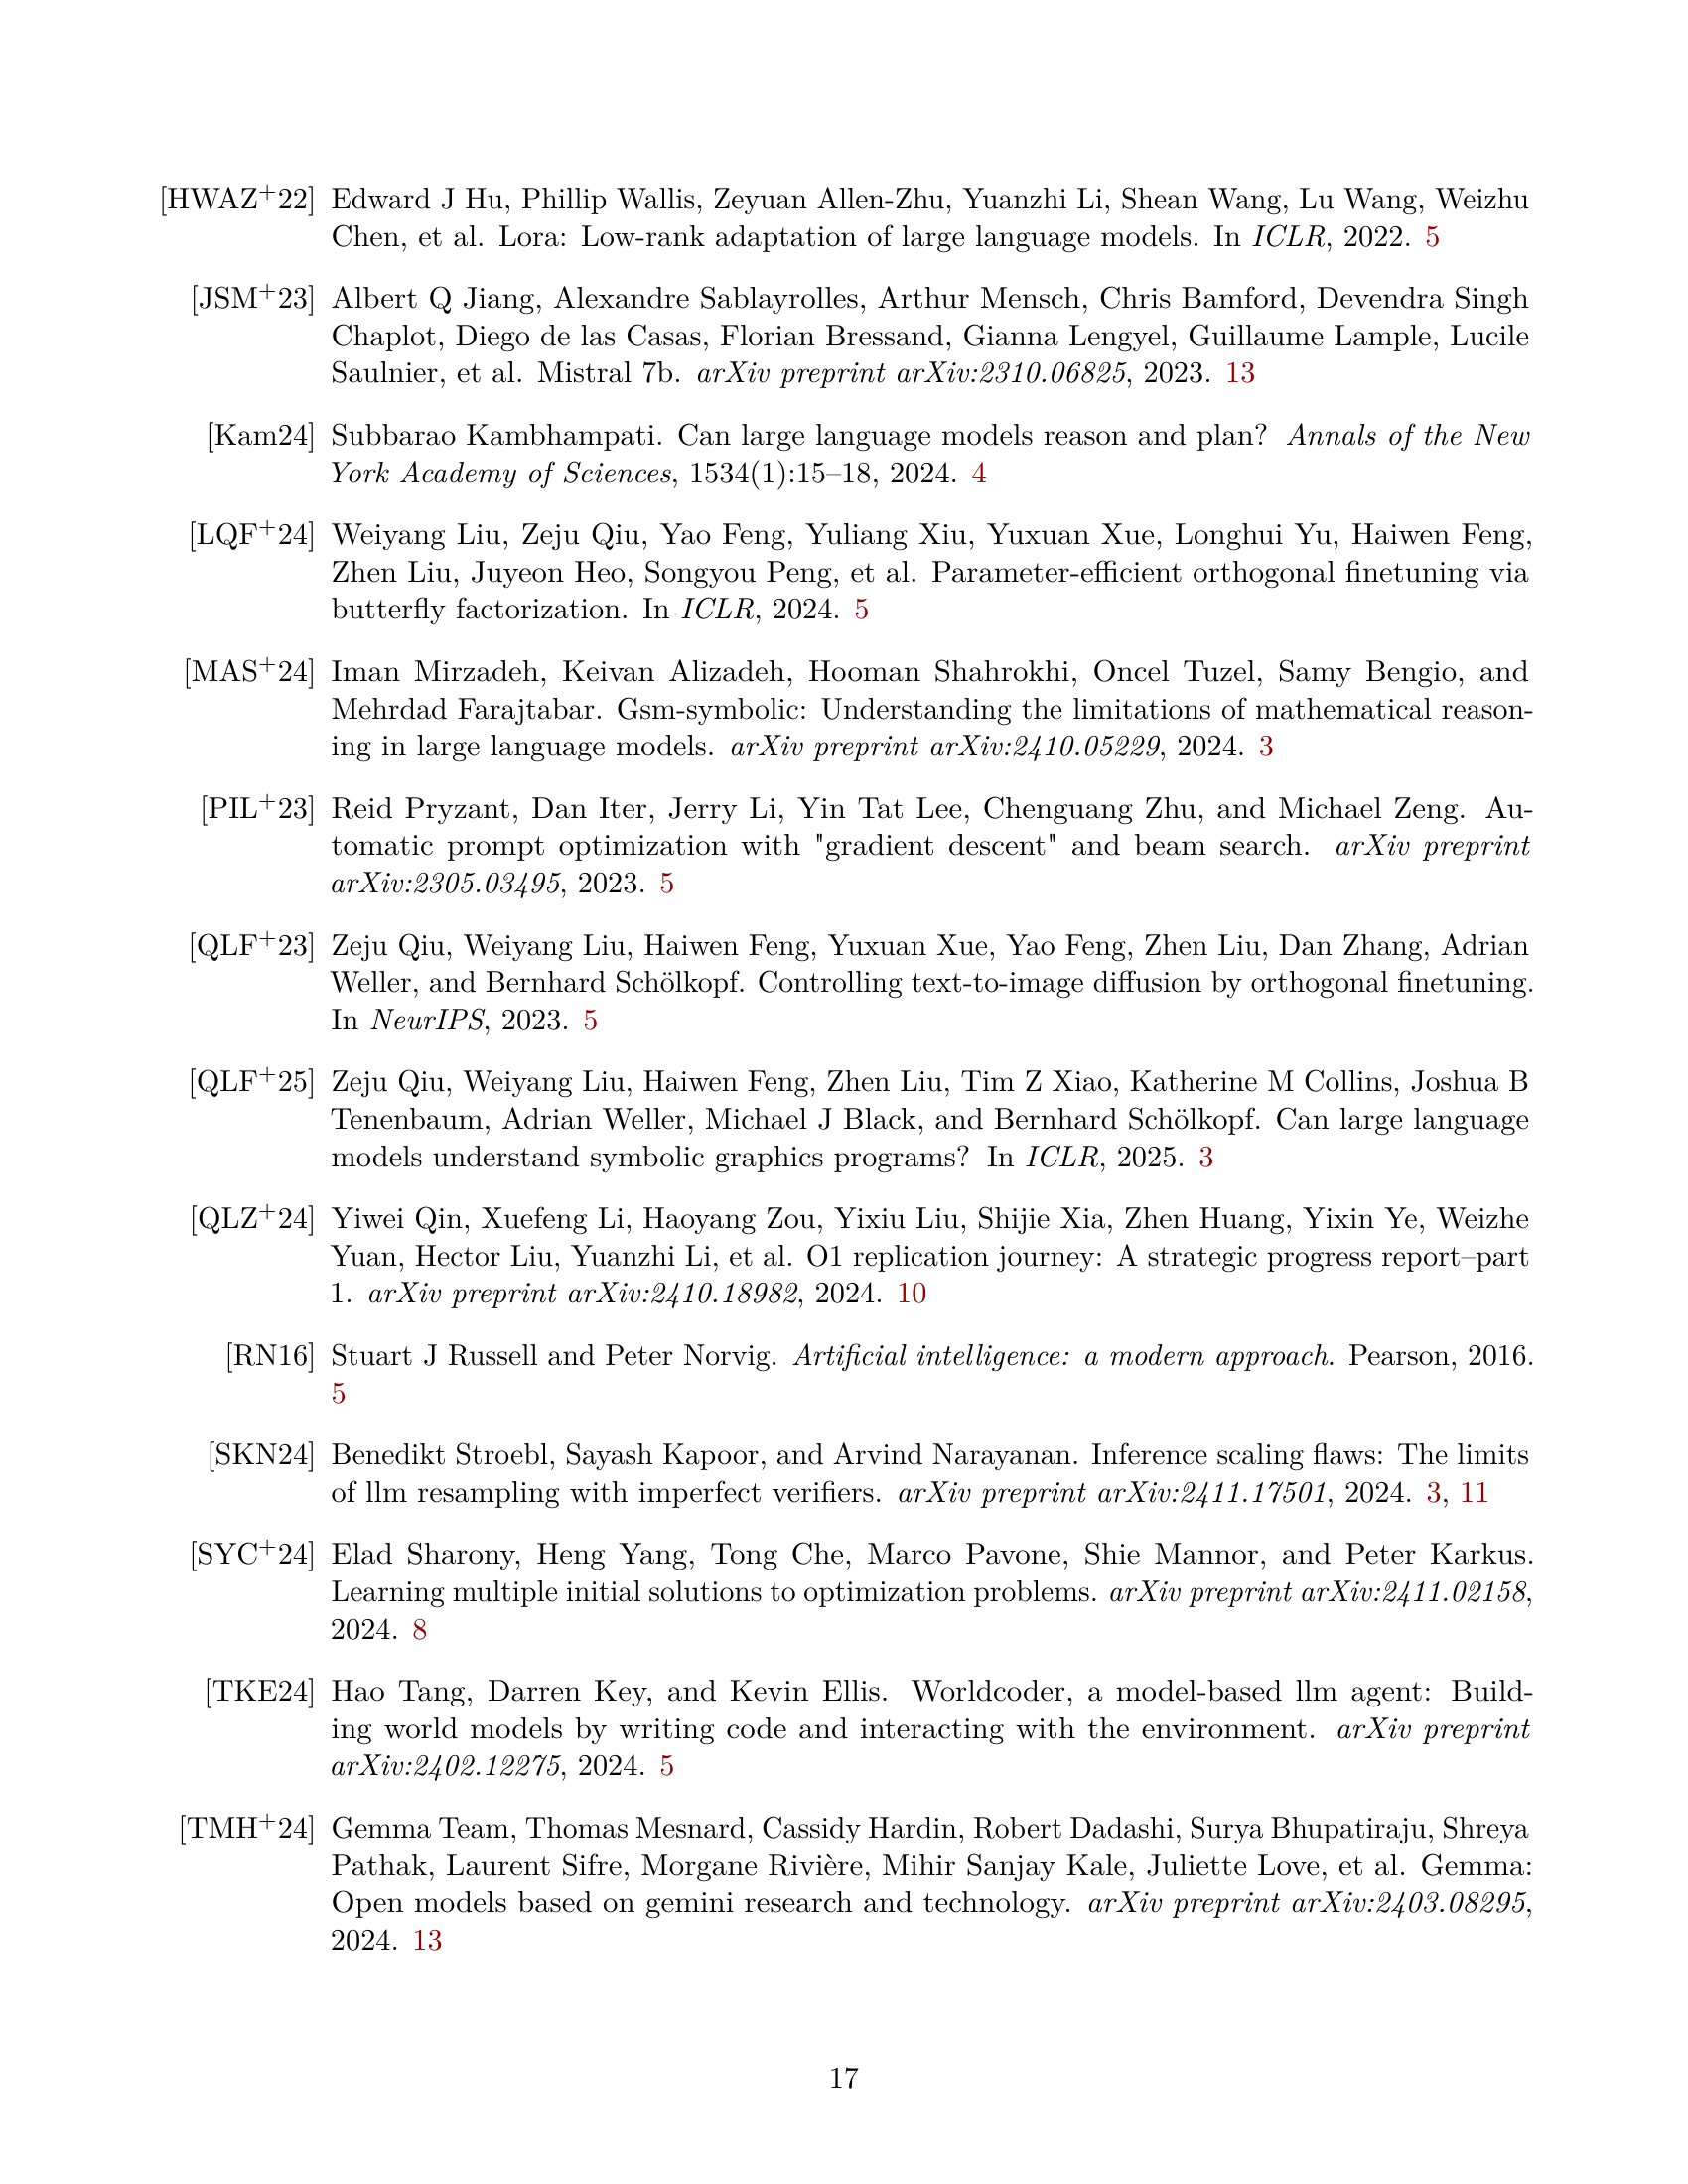 [HWAZ+22] Edward J Hu, Phillip Wallis, Zeyuan Allen-Zhu, Yuanzhi Li, Shean Wang, Lu Wang, Weizhu
Chen, et al. Lora: Low-rank adaptation of large language models. In ICLR, 2022. 5
[JSM+23] Albert Q Jiang, Alexandre Sablayrolles, Arthur Mensch, Chris Bamford, Devendra Singh
Chaplot, Diego de las Casas, Florian Bressand, Gianna Lengyel, Guillaume Lample, Lucile
Saulnier, et al. Mistral 7b. arXiv preprint arXiv:2310.06825, 2023. 13
[Kam24] Subbarao Kambhampati. Can large language models reason and plan? Annals of the New
York Academy of Sciences, 1534(1):15–18, 2024. 4
[LQF+24] Weiyang Liu, Zeju Qiu, Yao Feng, Yuliang Xiu, Yuxuan Xue, Longhui Yu, Haiwen Feng,
Zhen Liu, Juyeon Heo, Songyou Peng, et al. Parameter-efficient orthogonal finetuning via
butterfly factorization. In ICLR, 2024. 5
[MAS+24] Iman Mirzadeh, Keivan Alizadeh, Hooman Shahrokhi, Oncel Tuzel, Samy Bengio, and
Mehrdad Farajtabar. Gsm-symbolic: Understanding the limitations of mathematical reason-
ing in large language models. arXiv preprint arXiv:2410.05229, 2024. 3
[PIL+23] Reid Pryzant, Dan Iter, Jerry Li, Yin Tat Lee, Chenguang Zhu, and Michael Zeng. Au-
tomatic prompt optimization with "gradient descent" and beam search. arXiv preprint
arXiv:2305.03495, 2023. 5
[QLF+23] Zeju Qiu, Weiyang Liu, Haiwen Feng, Yuxuan Xue, Yao Feng, Zhen Liu, Dan Zhang, Adrian
Weller, and Bernhard Schölkopf. Controlling text-to-image diffusion by orthogonal finetuning.
In NeurIPS, 2023. 5
[QLF+25] Zeju Qiu, Weiyang Liu, Haiwen Feng, Zhen Liu, Tim Z Xiao, Katherine M Collins, Joshua B
Tenenbaum, Adrian Weller, Michael J Black, and Bernhard Schölkopf. Can large language
models understand symbolic graphics programs? In ICLR, 2025. 3
[QLZ+24] Yiwei Qin, Xuefeng Li, Haoyang Zou, Yixiu Liu, Shijie Xia, Zhen Huang, Yixin Ye, Weizhe
Yuan, Hector Liu, Yuanzhi Li, et al. O1 replication journey: A strategic progress report–part
1. arXiv preprint arXiv:2410.18982, 2024. 10
[RN16] Stuart J Russell and Peter Norvig. Artificial intelligence: a modern approach. Pearson, 2016.
5
[SKN24] Benedikt Stroebl, Sayash Kapoor, and Arvind Narayanan. Inference scaling flaws: The limits
of llm resampling with imperfect verifiers. arXiv preprint arXiv:2411.17501, 2024. 3, 11
[SYC+24] Elad Sharony, Heng Yang, Tong Che, Marco Pavone, Shie Mannor, and Peter Karkus.
Learning multiple initial solutions to optimization problems. arXiv preprint arXiv:2411.02158,
2024. 8
[TKE24] Hao Tang, Darren Key, and Kevin Ellis. Worldcoder, a model-based llm agent: Build-
ing world models by writing code and interacting with the environment. arXiv preprint
arXiv:2402.12275, 2024. 5
[TMH+24] Gemma Team, Thomas Mesnard, Cassidy Hardin, Robert Dadashi, Surya Bhupatiraju, Shreya
Pathak, Laurent Sifre, Morgane Rivière, Mihir Sanjay Kale, Juliette Love, et al. Gemma:
Open models based on gemini research and technology. arXiv preprint arXiv:2403.08295,
2024. 13
17